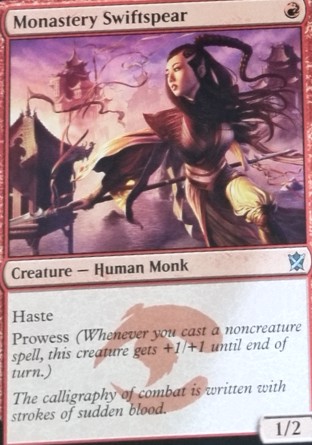 Monastery Swiftspear
Creature — Human Monk
Haste
Prowess (Whenever you cast a noncreature
spell, this creature gets +1/+1 until end of
turn.)
The calligraphy of combat is written with
strokes of sudden blood.
1/2